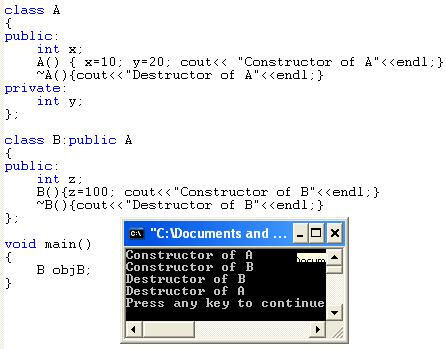 class A
{
public:
int x;
A() { x=10; y=20; cout<< "Constructor of A"<<endl;}
~A(){cout<<"Destructor of A"<<endl;}
private:
int y;
};
class B:public A
{
public:
int z;
B(){z=100; cout<<"Constructor of B"<<endl;}
~B(){cout<<"Destructor of B"<<endl;}
};
void main()
{
B objB;
}
"C:\Documents and ...
Constructor of A
Constructor of B
Destructor of B
Destructor of A
Press any key to continue